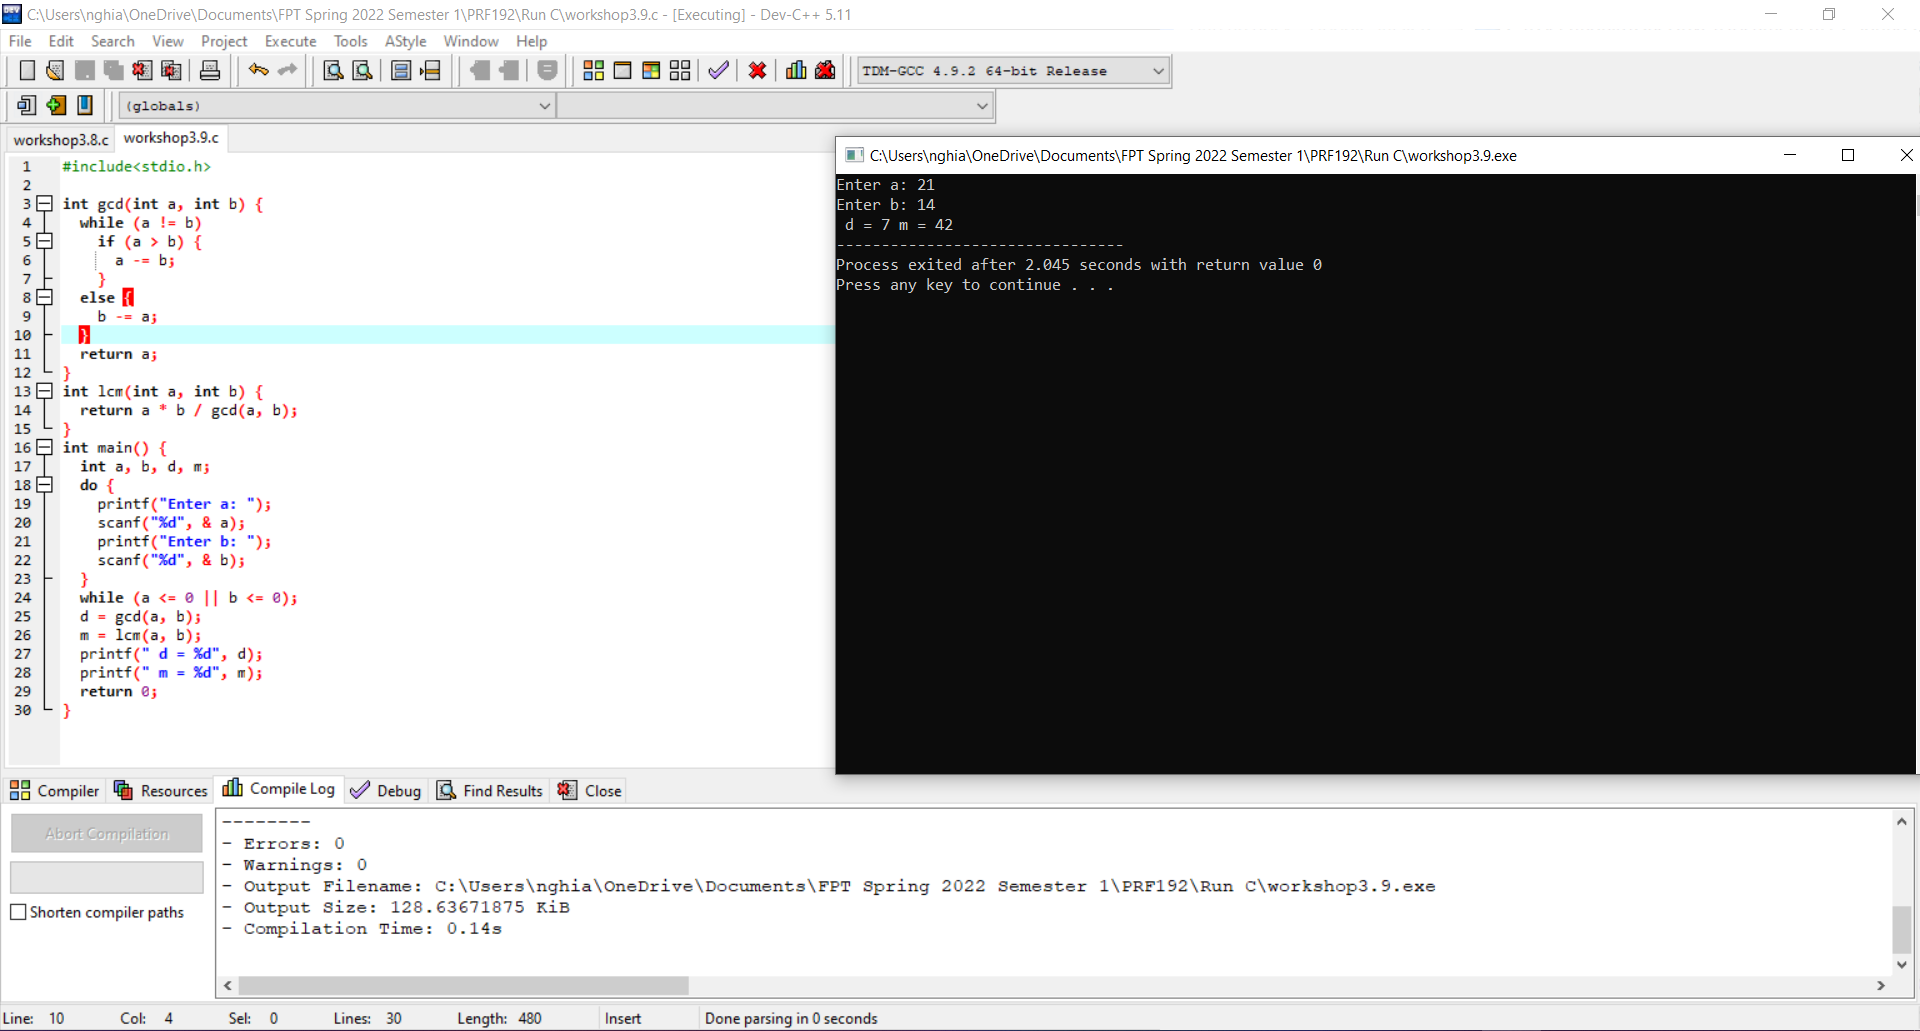 C:\Users\nghia\OneDrive\Documents\FPT Spring 2022 Semester 1\PRF192\Run C\workshop3.9.c - [Executing] - Dev-C++ 5.11
File Edit Search View Project Execute Tools AStyle Window Help
TDM-GCC 4.9.2 64-bit Release
(globals)
workshop3.8.c workshop3.9.c
1 #include<stdio.h>
2
3 int gcd(int a, int b) {
4 while (a != b)
5 if (a > b) {
6 a -= b;
7 }
8 else {
9 b -= a;
10 }
11 return a;
12 }
13 int lcm(int a, int b) {
14 return a * b / gcd(a, b);
15 }
16 int main() {
17 int a, b, d, m;
18 do {
19 printf("Enter a: ");
20 scanf("%d", & a);
21 printf("Enter b: ");
22 scanf("%d", & b);
23 }
24 while (a <= 0 || b <= 0);
25 d = gcd(a, b);
26 m = lcm(a, b);
27 printf(" d = %d", d);
28 printf(" m = %d", m);
29 return 0;
30 }
C:\Users\nghia\OneDrive\Documents\FPT Spring 2022 Semester 1\PRF192\Run C\workshop3.9.exe
Enter a: 21
Enter b: 14
d = 7 m = 42
--------------------------------
Process exited after 2.045 seconds with return value 0
Press any key to continue . . .
Compiler Resources Compile Log Debug Find Results Close
Abort Compilation
Shorten compiler paths
--------
- Errors: 0
- Warnings: 0
- Output Filename: C:\Users\nghia\OneDrive\Documents\FPT Spring 2022 Semester 1\PRF192\Run C\workshop3.9.exe
- Output Size: 128.63671875 KiB
- Compilation Time: 0.14s
Line: 10 Col: 4 Sel: 0 Lines: 30 Length: 480 Insert Done parsing in 0 seconds